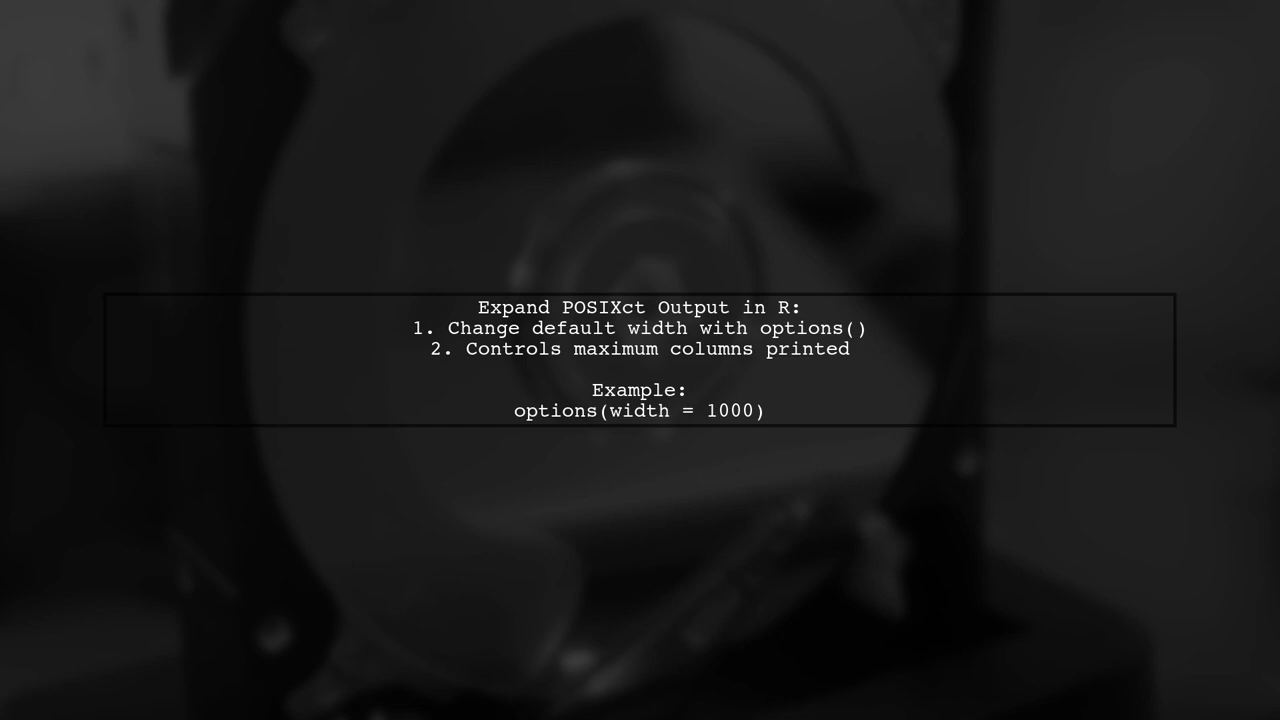 Expand POSIXct Output in R:
1. Change default width with options()
2. Controls maximum columns printed
Example:
options(width = 1000)